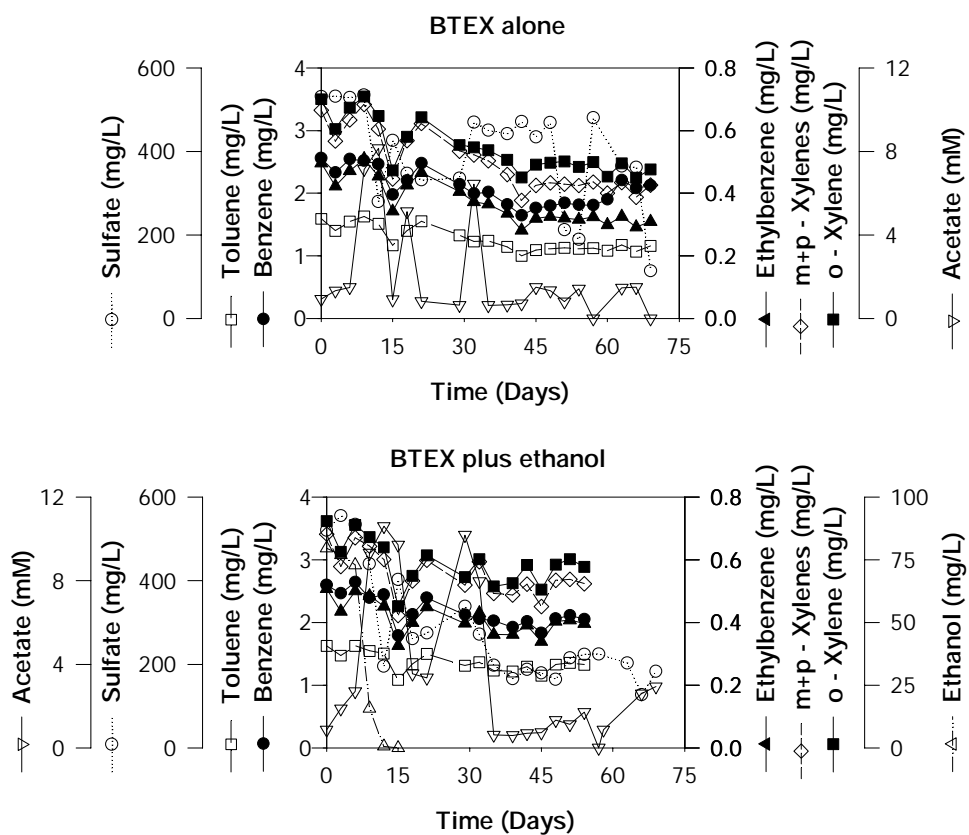 BTEX alone
600
400
200
0
Sulfate (mg/L)
Toluene (mg/L)
Benzene (mg/L)
4
3
2
1
0
0.8
0.6
0.4
0.2
0.0
Ethylbenzene (mg/L)
m+p - Xylenes (mg/L)
o - Xylene (mg/L)
12
8
4
0
Acetate (mM)
0 15 30 45 60 75
Time (Days)
BTEX plus ethanol
Acetate (mM)
12
8
4
0
Sulfate (mg/L)
600
400
200
0
Toluene (mg/L)
Benzene (mg/L)
4
3
2
1
0
0.8
0.6
0.4
0.2
0.0
Ethylbenzene (mg/L)
m+p - Xylenes (mg/L)
o - Xylene (mg/L)
100
75
50
25
0
Ethanol (mg/L)
0 15 30 45 60 75
Time (Days)